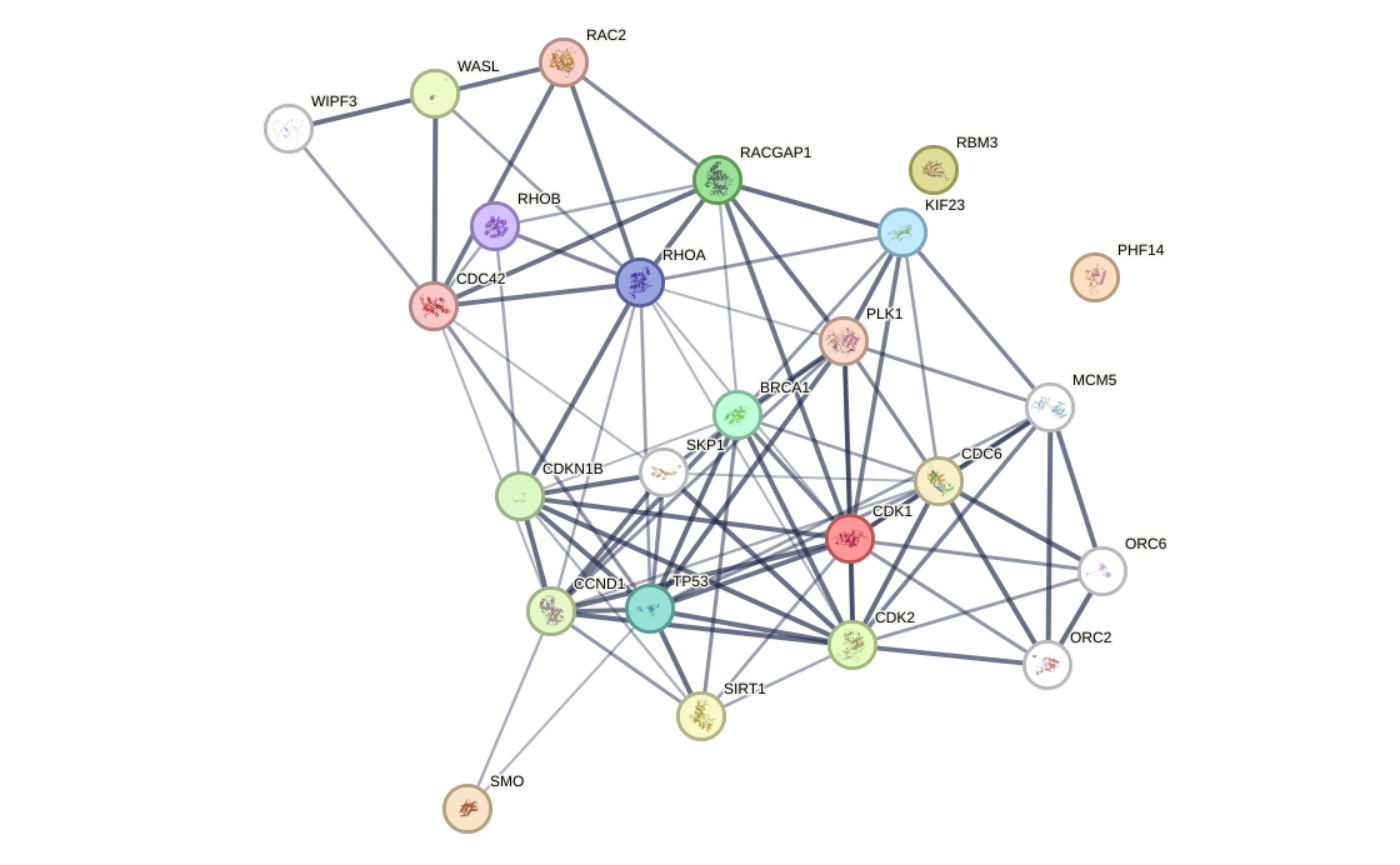 RAC2
WASL
WIPF3
RBM3
RACGAP1
RHOB
KIF23
PHF14
RHOA
CDC42
PLK1
MCM5
BRCA1
SKP1
CDC6
CDKN1B
CDK1
ORC6
CCND1
TP53
CDK2
ORC2
SIRT1
SMO